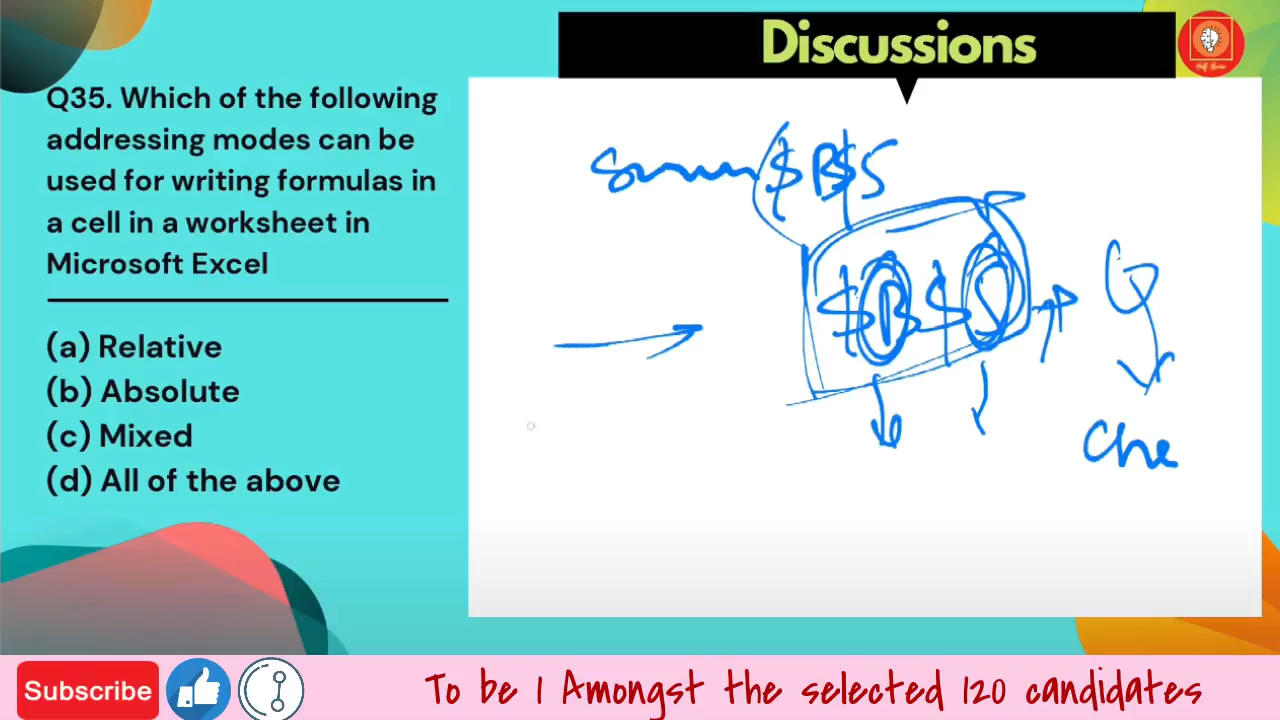 Discussions
Half Brain
Q35. Which of the following
addressing modes can be
used for writing formulas in
a cell in a worksheet in
Microsoft Excel
(a) Relative
(b) Absolute
(c) Mixed
(d) All of the above
$B$5
$B$
Che
Subscribe
To be 1 Amongst the selected 120 candidates